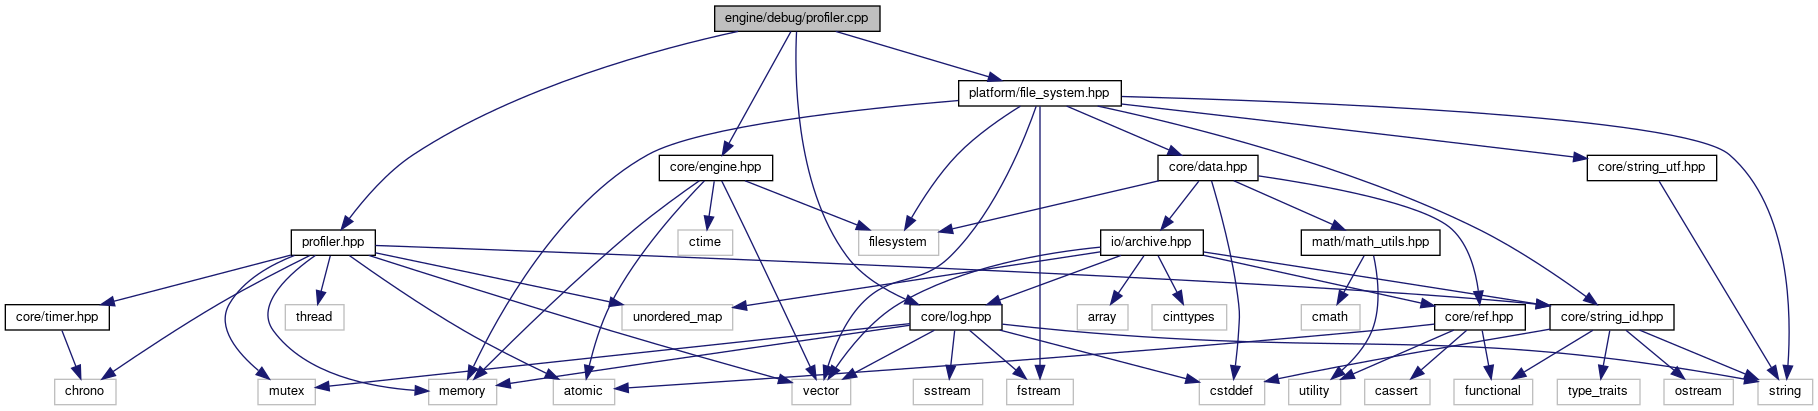 engine/debug/profiler.cpp
platform/file_system.hpp
core/engine.hpp
core/data.hpp
core/string_utf.hpp
profiler.hpp
ctime
filesystem
io/archive.hpp
math/math_utils.hpp
core/timer.hpp
thread
unordered_map
core/log.hpp
array
cinttypes
cmath
core/ref.hpp
core/string_id.hpp
chrono
mutex
memory
atomic
vector
sstream
fstream
cstddef
utility
cassert
functional
type_traits
ostream
string